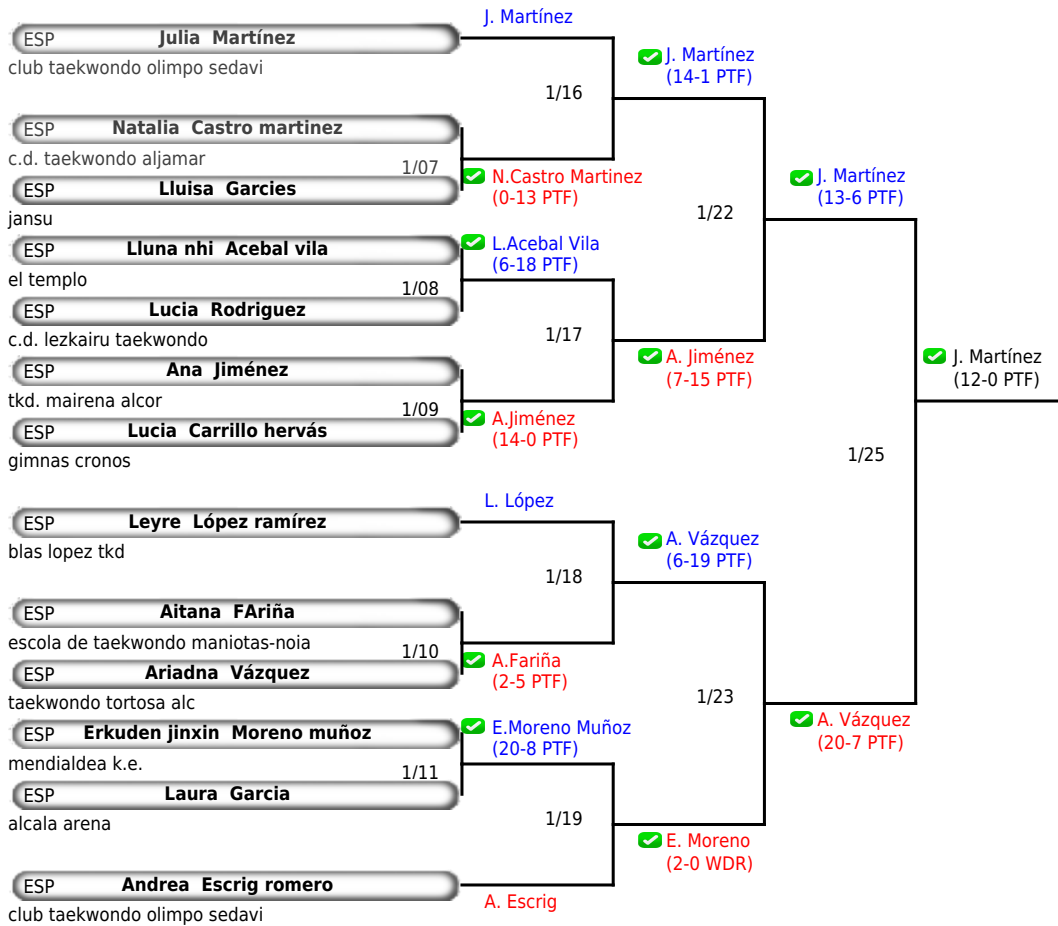 J. Martínez
ESP Julia Martínez
club taekwondo olimpo sedavi
J. Martínez
(14-1 PTF)
1/16
ESP Natalia Castro martinez
c.d. taekwondo aljamar
1/07
N.Castro Martinez
(0-13 PTF)
ESP Lluisa Garcies
jansu
J. Martínez
(13-6 PTF)
1/22
ESP Lluna nhi Acebal vila
el templo
L.Acebal Vila
(6-18 PTF)
1/08
ESP Lucia Rodriguez
c.d. lezkairu taekwondo
1/17
A. Jiménez
(7-15 PTF)
ESP Ana Jiménez
tkd. mairena alcor
1/09
A.Jiménez
(14-0 PTF)
ESP Lucia Carrillo hervás
gimnas cronos
J. Martínez
(12-0 PTF)
1/25
L. López
ESP Leyre López ramírez
blas lopez tkd
A. Vázquez
(6-19 PTF)
1/18
ESP Aitana FAriña
escola de taekwondo maniotas-noia
1/10
A.Fariña
(2-5 PTF)
ESP Ariadna Vázquez
taekwondo tortosa alc
1/23
A. Vázquez
(20-7 PTF)
ESP Erkuden jinxin Moreno muñoz
mendialdea k.e.
E.Moreno Muñoz
(20-8 PTF)
1/11
ESP Laura Garcia
alcala arena
1/19
E. Moreno
(2-0 WDR)
ESP Andrea Escrig romero
club taekwondo olimpo sedavi
A. Escrig